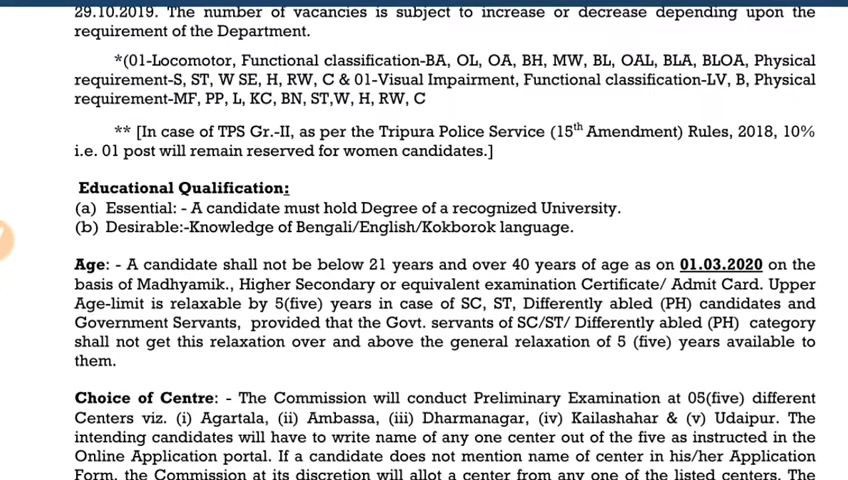 29.10.2019. The number of vacancies is subject to increase or decrease depending upon the
requirement of the Department.
*(01-Locomotor, Functional classification-BA, OL, OA, BH, MW, BL, OAL, BLA, BLOA, Physical
requirement-S, ST, W SE, H, RW, C & 01-Visual Impairment, Functional classification-LV, B, Physical
requirement-MF, PP, L, KC, BN, ST,W, H, RW, C
** [In case of TPS Gr.-II, as per the Tripura Police Service (15th Amendment) Rules, 2018, 10%
i.e. 01 post will remain reserved for women candidates.]
Educational Qualification:
(a) Essential: - A candidate must hold Degree of a recognized University.
(b) Desirable:-Knowledge of Bengali/English/Kokborok language.
Age: - A candidate shall not be below 21 years and over 40 years of age as on 01.03.2020 on the
basis of Madhyamik., Higher Secondary or equivalent examination Certificate/ Admit Card. Upper
Age-limit is relaxable by 5(five) years in case of SC, ST, Differently abled (PH) candidates and
Government Servants, provided that the Govt. servants of SC/ST/ Differently abled (PH) category
shall not get this relaxation over and above the general relaxation of 5 (five) years available to
them.
Choice of Centre: - The Commission will conduct Preliminary Examination at 05(five) different
Centers viz. (i) Agartala, (ii) Ambassa, (iii) Dharmanagar, (iv) Kailashahar & (v) Udaipur. The
intending candidates will have to write name of any one center out of the five as instructed in the
Online Application portal. If a candidate does not mention name of center in his/her Application
Form, the Commission at its discretion will allot a center from any one of the listed centers. The